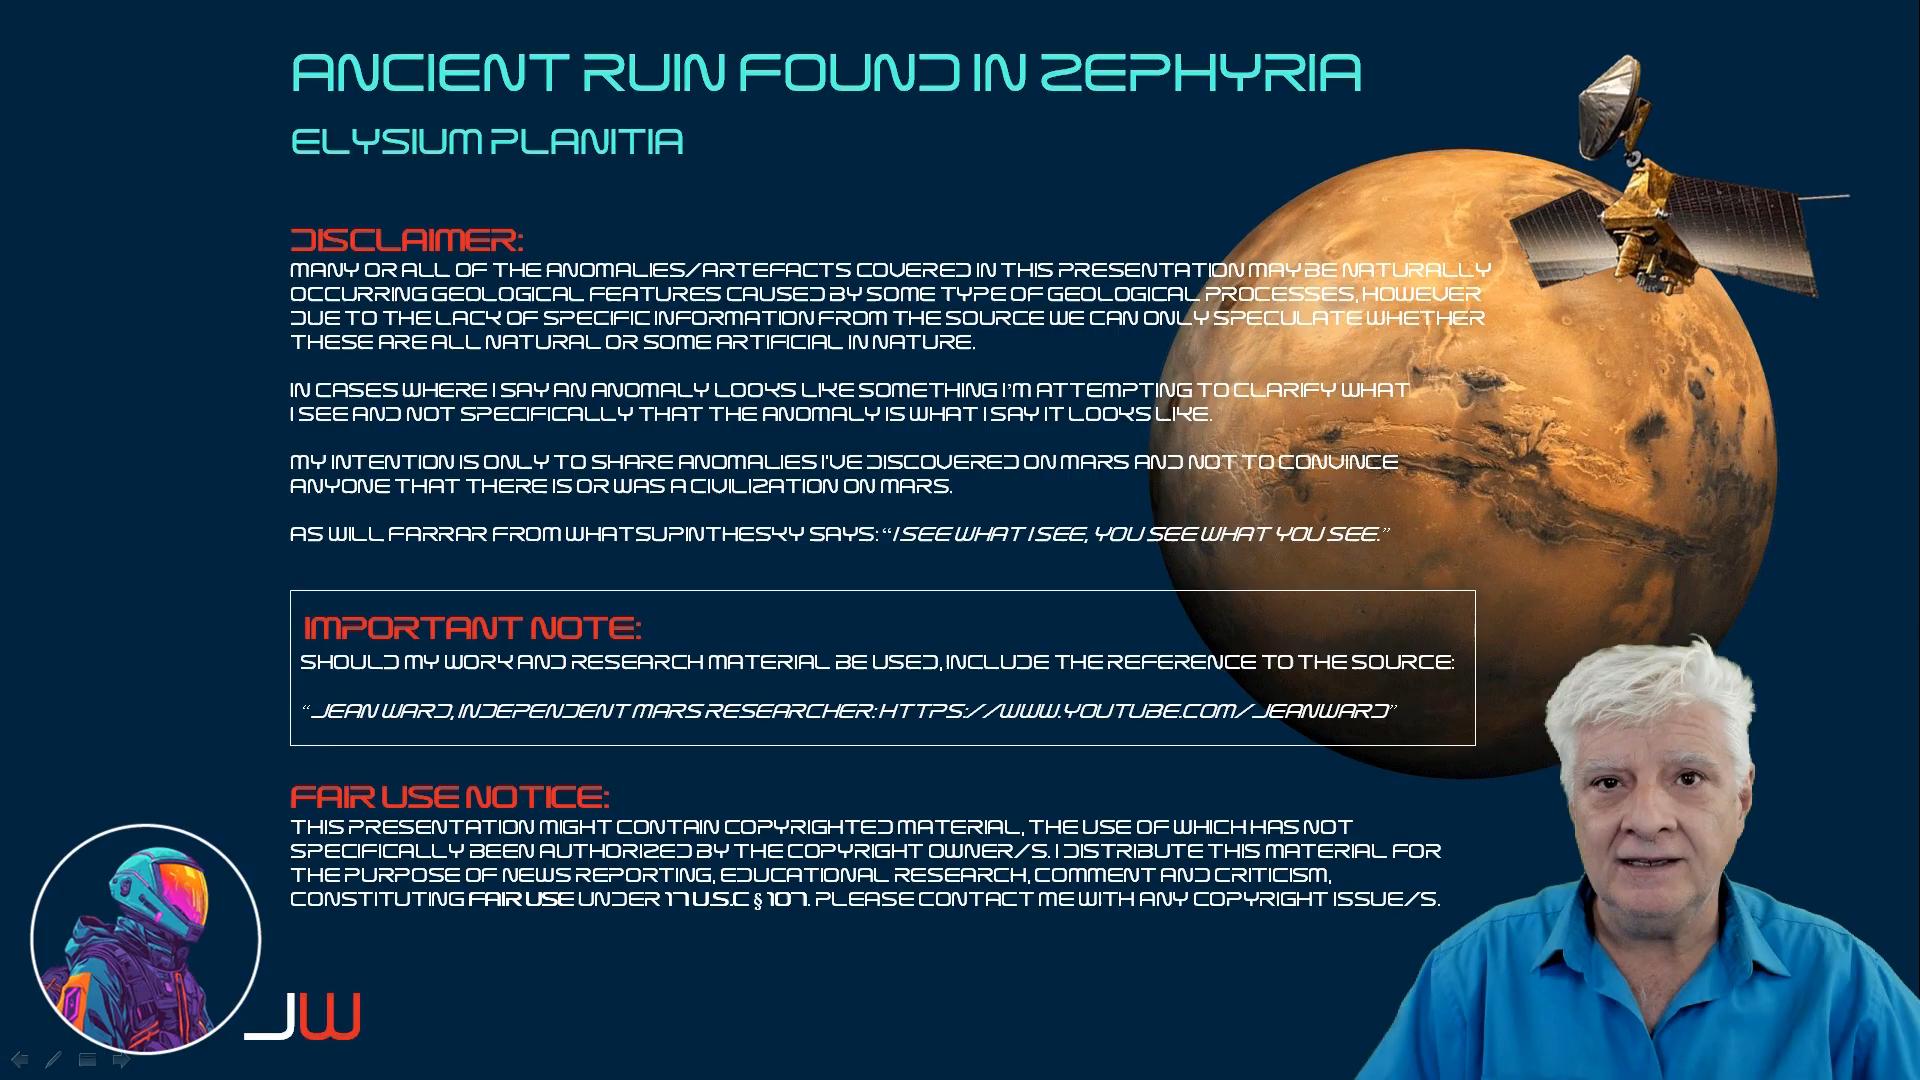 ANCIENT RUIN FOUND IN ZEPHYRIA
ELYSIUM PLANITIA
DISCLAIMER:
MANY OR ALL OF THE ANOMALIES/ARTEFACTS COVERED IN THIS PRESENTATION MAY BE NATURALLY
OCCURRING GEOLOGICAL FEATURES CAUSED BY SOME TYPE OF GEOLOGICAL PROCESSES, HOWEVER
DUE TO THE LACK OF SPECIFIC INFORMATION FROM THE SOURCE WE CAN ONLY SPECULATE WHETHER
THESE ARE ALL NATURAL OR SOME ARTIFICIAL IN NATURE.
IN CASES WHERE I SAY AN ANOMALY LOOKS LIKE SOMETHING I'M ATTEMPTING TO CLARIFY WHAT
I SEE AND NOT SPECIFICALLY THAT THE ANOMALY IS WHAT I SAY IT LOOKS LIKE.
MY INTENTION IS ONLY TO SHARE ANOMALIES I'VE DISCOVERED ON MARS AND NOT TO CONVINCE
ANYONE THAT THERE IS OR WAS A CIVILIZATION ON MARS.
AS WILL FARRAR FROM WHATSUPINTHESKY SAYS: “I SEE WHAT I SEE, YOU SEE WHAT YOU SEE.”
IMPORTANT NOTE:
SHOULD MY WORK AND RESEARCH MATERIAL BE USED, INCLUDE THE REFERENCE TO THE SOURCE:
“JEAN WARD, INDEPENDENT MARS RESEARCHER: HTTPS://WWW.YOUTUBE.COM/JEANWARD”
FAIR USE NOTICE:
THIS PRESENTATION MIGHT CONTAIN COPYRIGHTED MATERIAL, THE USE OF WHICH HAS NOT
SPECIFICALLY BEEN AUTHORIZED BY THE COPYRIGHT OWNER/S. I DISTRIBUTE THIS MATERIAL FOR
THE PURPOSE OF NEWS REPORTING, EDUCATIONAL RESEARCH, COMMENT AND CRITICISM,
CONSTITUTING FAIR USE UNDER 17 U.S.C § 107. PLEASE CONTACT ME WITH ANY COPYRIGHT ISSUE/S.
JW